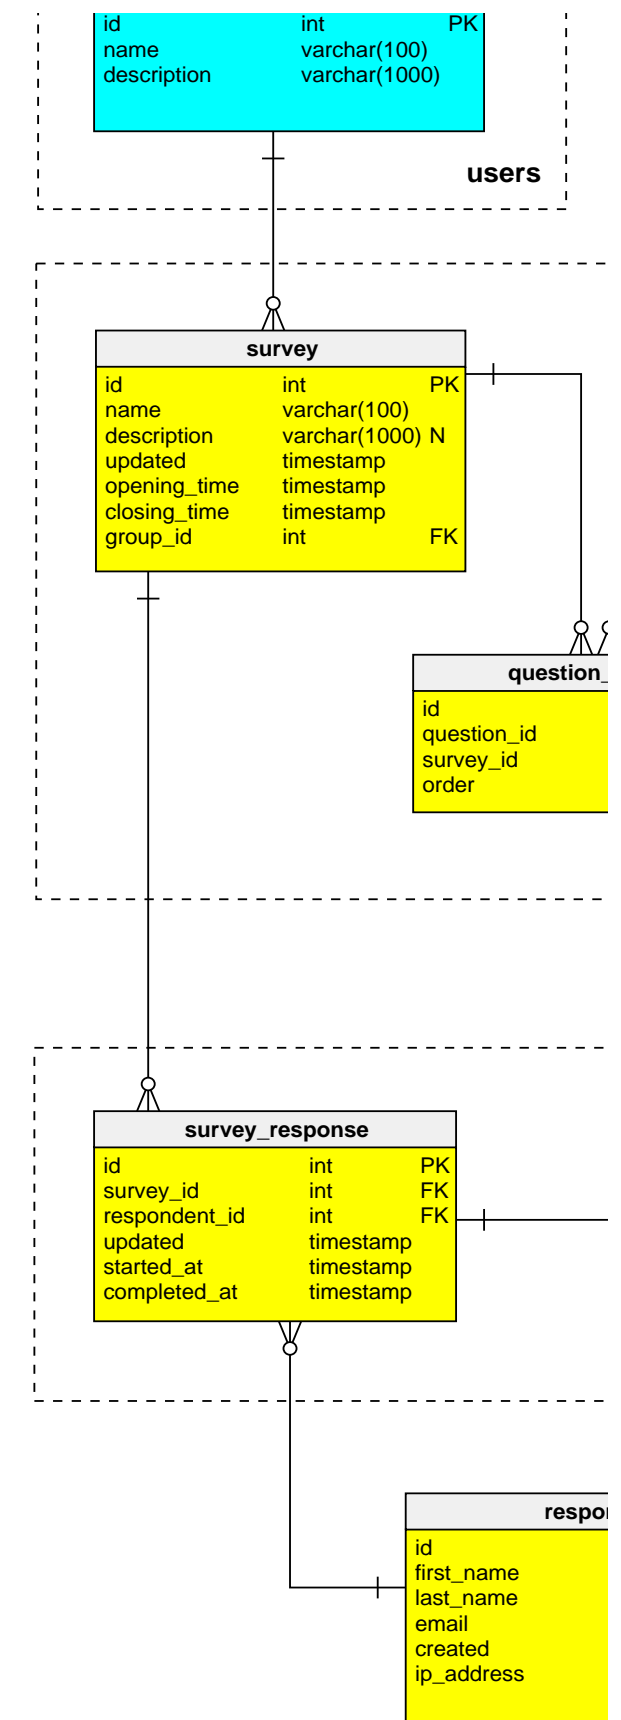 id int PK
name varchar(100)
description varchar(1000)
users
survey
id int PK
name varchar(100)
description varchar(1000) N
updated timestamp
opening_time timestamp
closing_time timestamp
group_id int FK
question_
id
question_id
survey_id
order
survey_response
id int PK
survey_id int FK
respondent_id int FK
updated timestamp
started_at timestamp
completed_at timestamp
id
first_name
last_name
email
created
ip_address